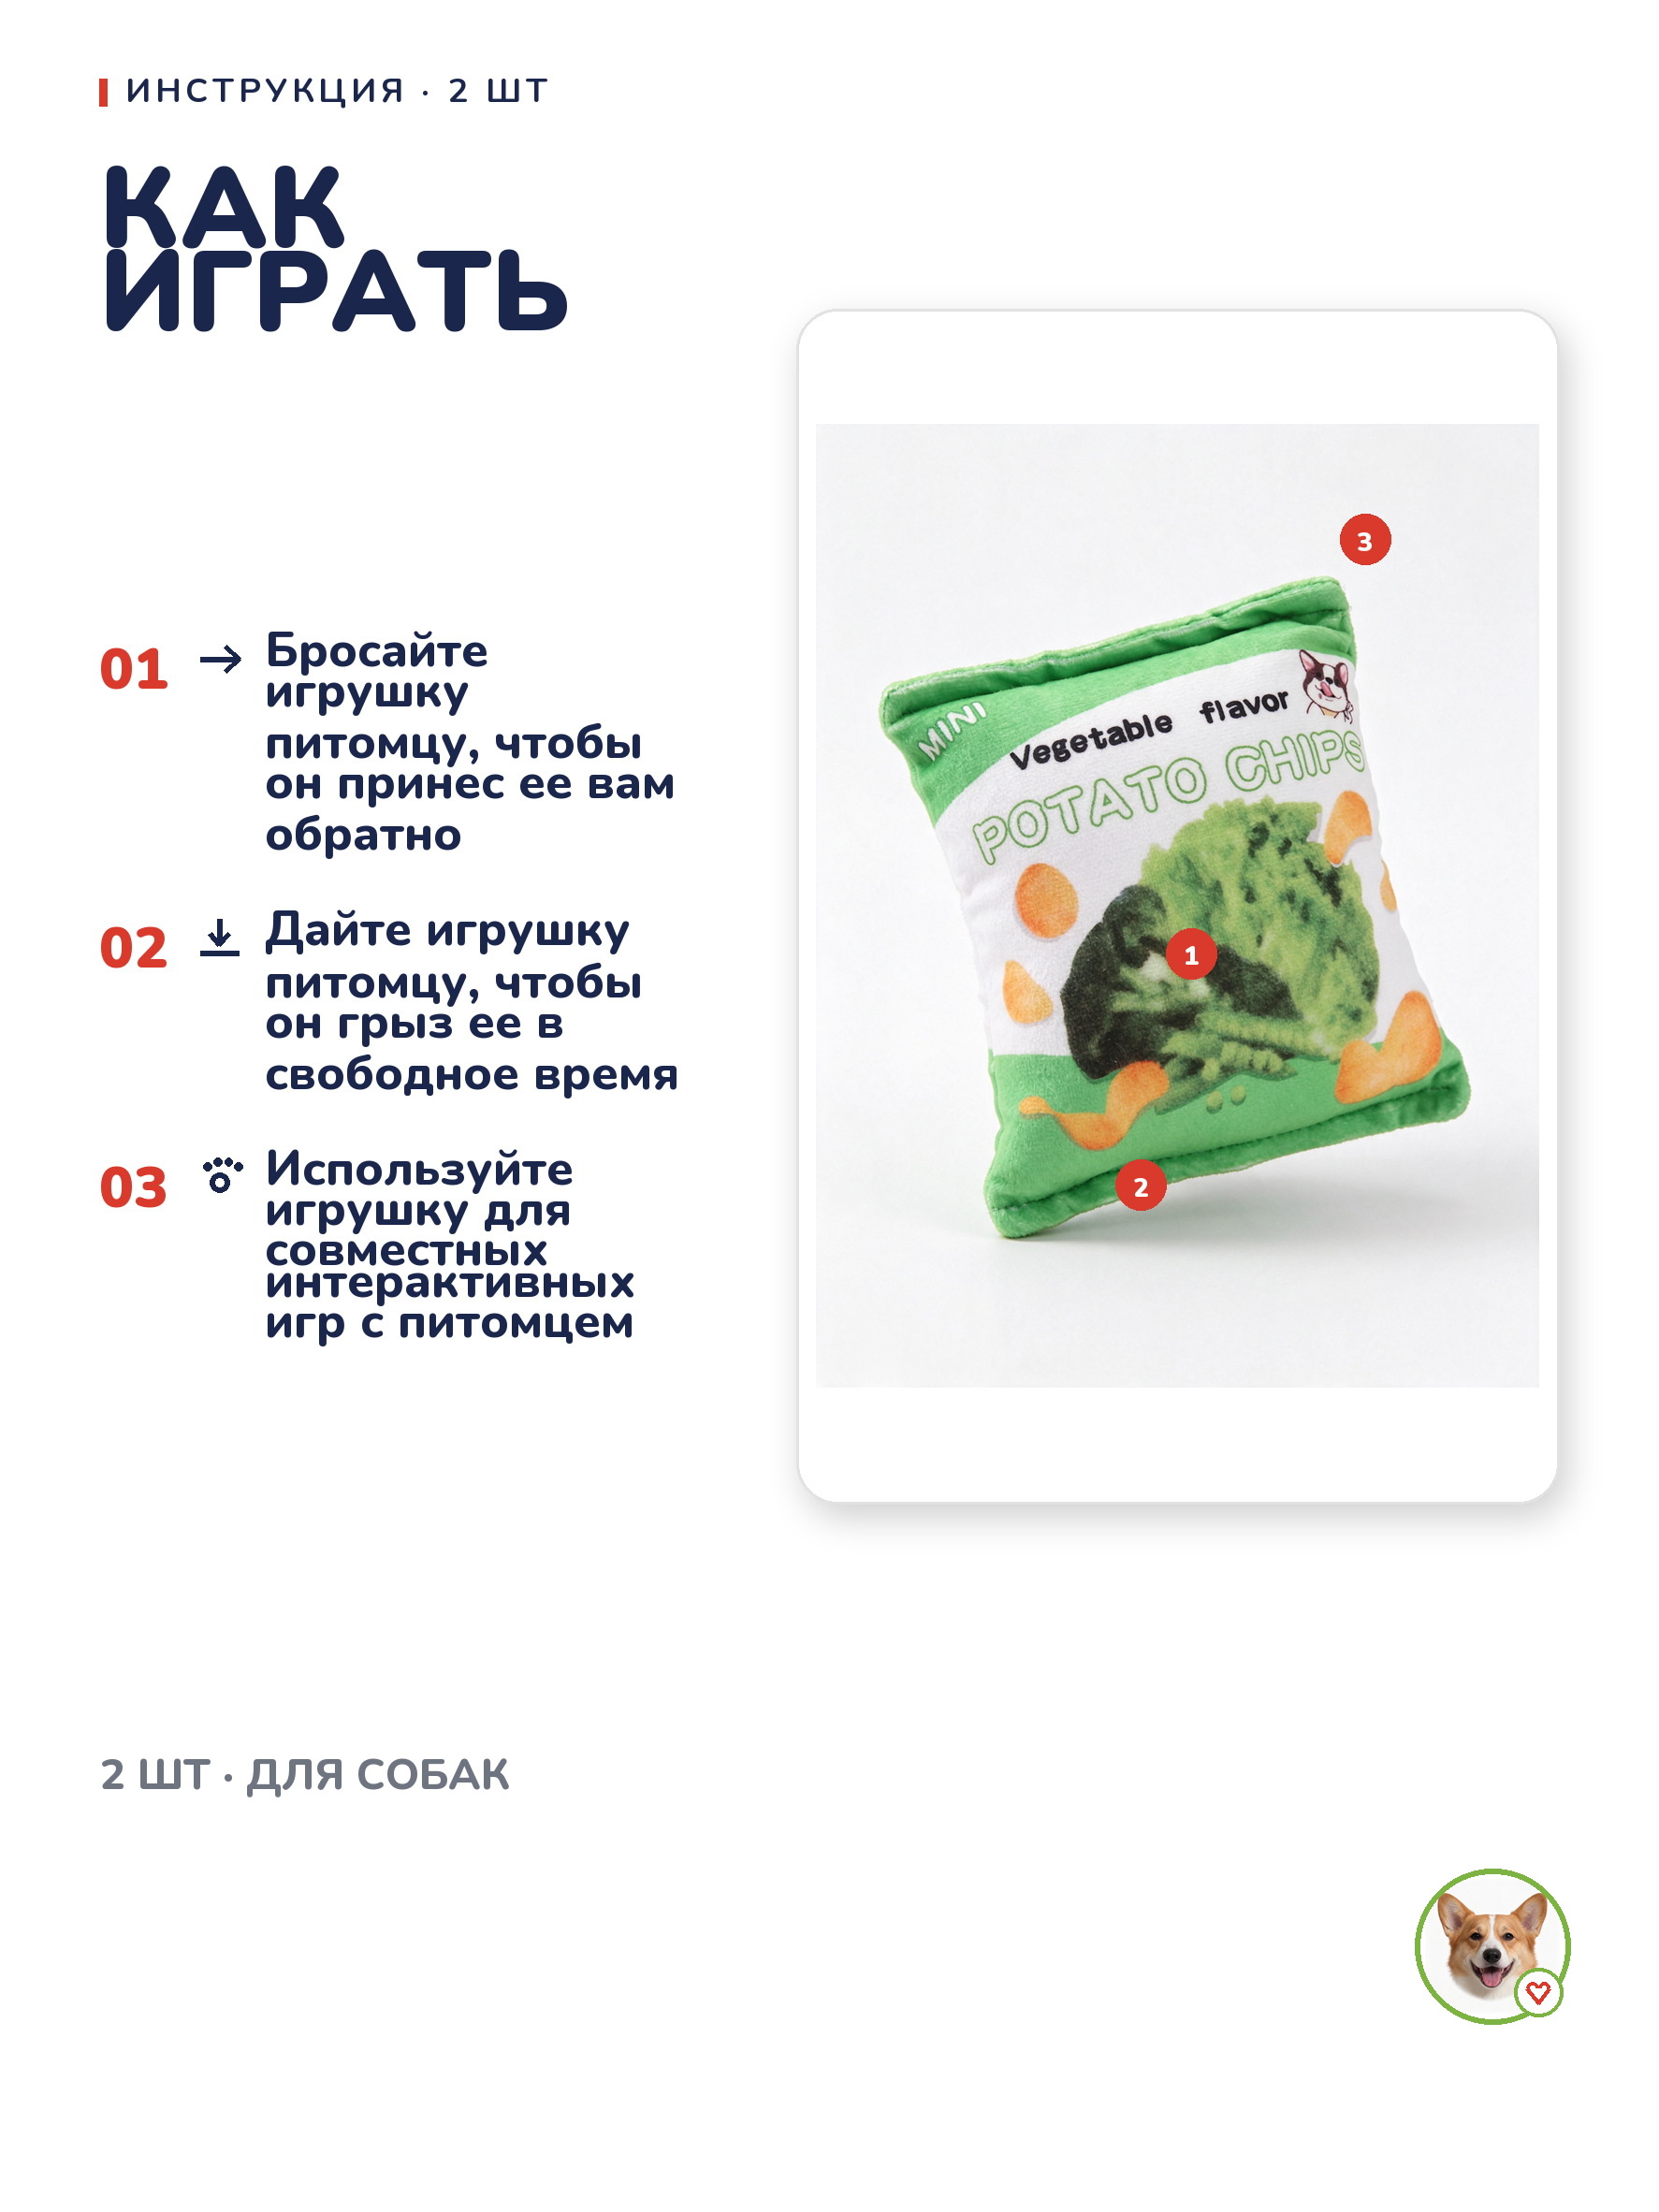 ИНСТРУКЦИЯ · 2 ШТ
КАК
ИГРАТЬ
01 Бросайте
игрушку
питомцу, чтобы
он принес ее вам
обратно
02 Дайте игрушку
питомцу, чтобы
он грыз ее в
свободное время
03 Используйте
игрушку для
совместных
интерактивных
игр с питомцем
3
MINI
Vegetable flavor
POTATO CHIPS
1
2
2 ШТ · ДЛЯ СОБАК